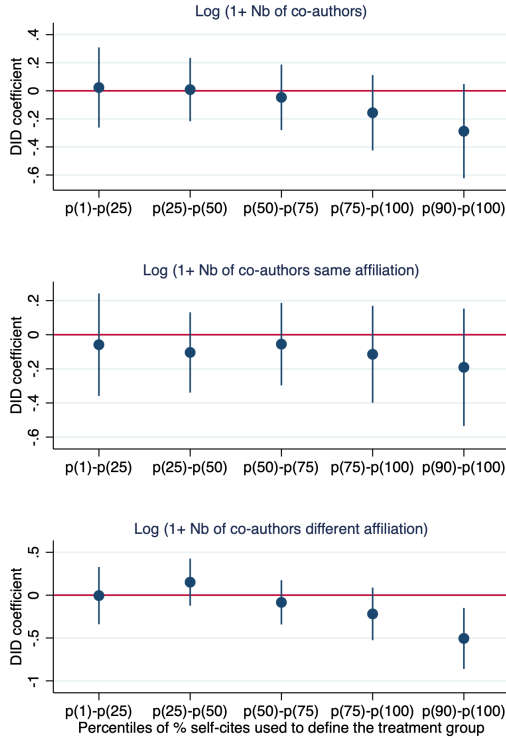 Log (1+ Nb of co-authors)
DID coefficient
.4
.2
0
-.2
-.4
-.6
p(1)-p(25) p(25)-p(50) p(50)-p(75) p(75)-p(100) p(90)-p(100)
Log (1+ Nb of co-authors same affiliation)
DID coefficient
.2
0
-.2
-.4
-.6
p(1)-p(25) p(25)-p(50) p(50)-p(75) p(75)-p(100) p(90)-p(100)
Log (1+ Nb of co-authors different affiliation)
DID coefficient
.5
0
-.5
-1
p(1)-p(25) p(25)-p(50) p(50)-p(75) p(75)-p(100) p(90)-p(100)
Percentiles of % self-cites used to define the treatment group